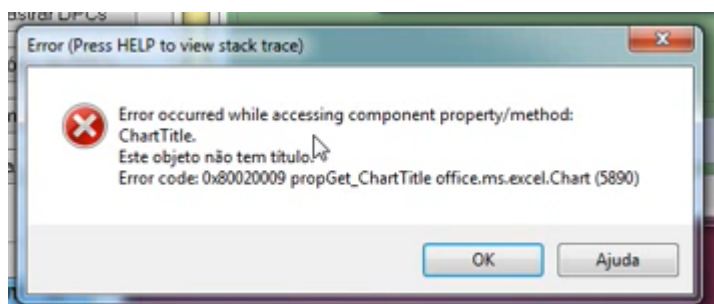 Error (Press HELP to view stack trace)
Error occurred while accessing component property/method:
ChartTitle.
Este objeto não tem título.
Error code: 0x80020009 propGet_ChartTitle office.ms.excel.Chart (5890)
OK
Ajuda